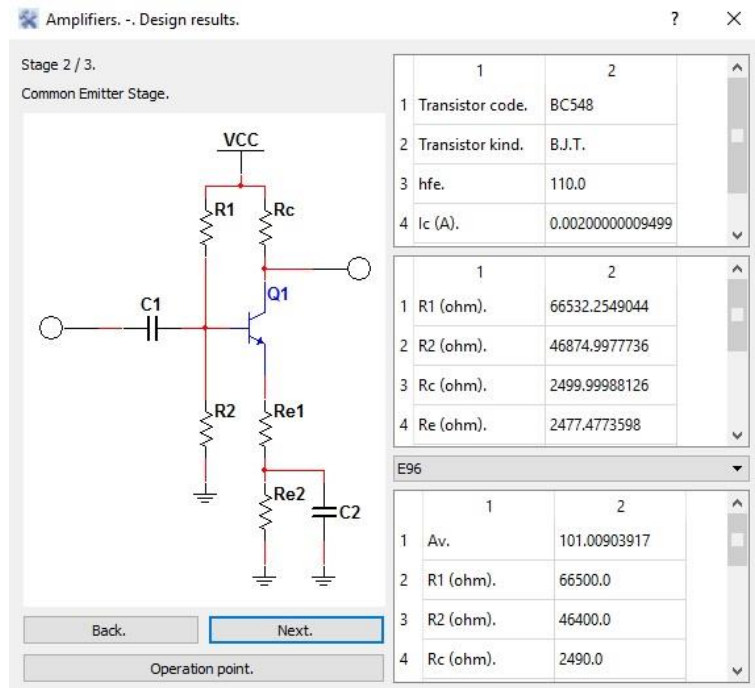 Amplifiers. -. Design results.
? ×
Stage 2 / 3.
Common Emitter Stage.
VCC
R1
Rc
Q1
C1
R2
Re1
Re2
C2
Back.
Next.
Operation point.
1 2
1 Transistor code. BC548
2 Transistor kind. B.J.T.
3 hfe. 110.0
4 Ic (A). 0.00200000009499
1 2
1 R1 (ohm). 66532.2549044
2 R2 (ohm). 46874.9977736
3 Rc (ohm). 2499.99988126
4 Re (ohm). 2477.4773598
E96
1 2
1 Av. 101.00903917
2 R1 (ohm). 66500.0
3 R2 (ohm). 46400.0
4 Rc (ohm). 2490.0